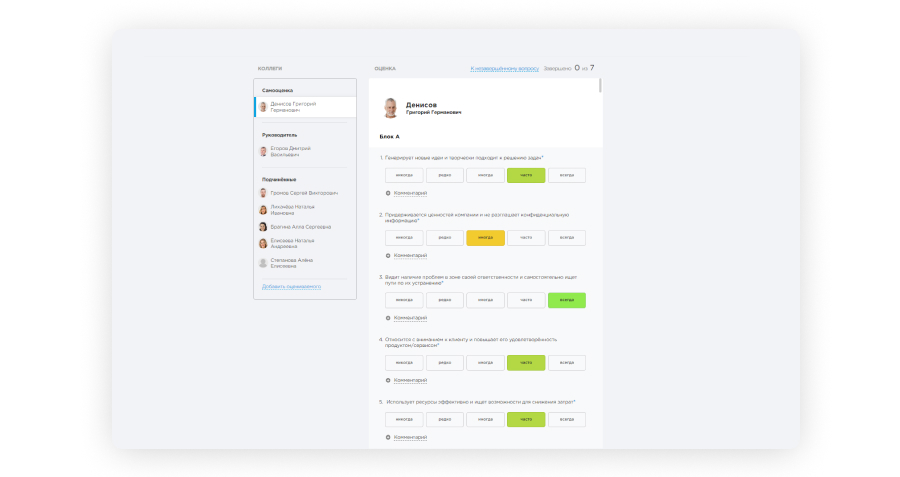 КОЛЛЕГИ
ОЦЕНКА
К незавершённому вопросу
Завершено 0 из 7
Самооценка
Денисов Григорий
Германович
Руководитель
Егоров Дмитрий
Васильевич
Подчинённые
Громов Сергей Викторович
Лихачёва Наталья
Ивановна
Брагина Алла Сергеевна
Елисеева Наталья
Андреевна
Степанова Алёна
Елисеевна
Добавить оцениваемого
Денисов
Григорий Германович
Блок А
1. Генерирует новые идеи и творчески подходит к решению задач*
никогда редко иногда часто всегда
Комментарий
2. Придерживается ценностей компании и не разглашает конфиденциальную
информацию*
никогда редко иногда часто всегда
Комментарий
3. Видит наличие проблем в зоне своей ответственности и самостоятельно ищет
пути по их устранению*
никогда редко иногда часто всегда
Комментарий
4. Относится с вниманием к клиенту и повышает его удовлетворённость
продуктом/сервисом*
никогда редко иногда часто всегда
Комментарий
5. Использует ресурсы эффективно и ищет возможности для снижения затрат*
никогда редко иногда часто всегда
Комментарий